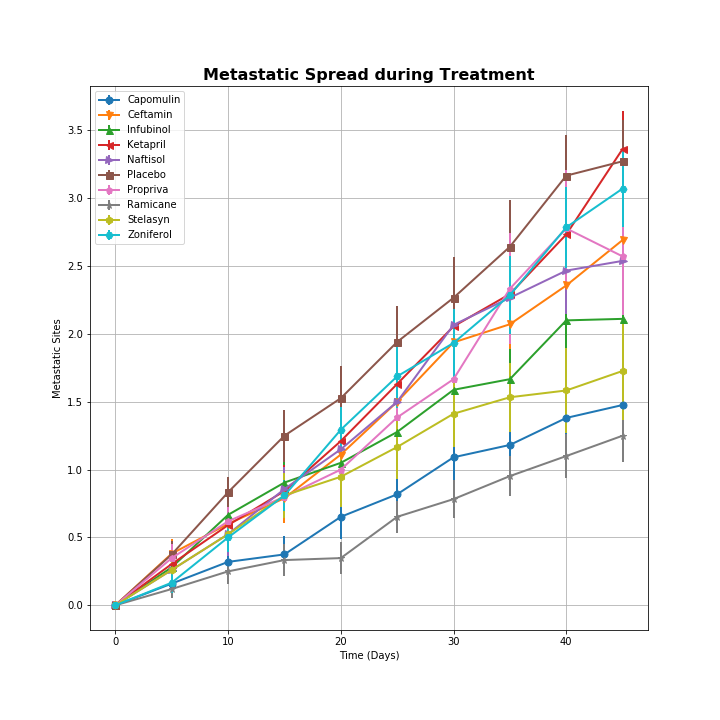 Metastatic Spread during Treatment
Capomulin
Ceftamin
Infubinol
Ketapril
Naftisol
Placebo
Propriva
Ramicane
Stelasyn
Zoniferol
3.5
3.0
2.5
2.0
1.5
1.0
0.5
0.0
Metastatic Sites
0 10 20 30 40
Time (Days)